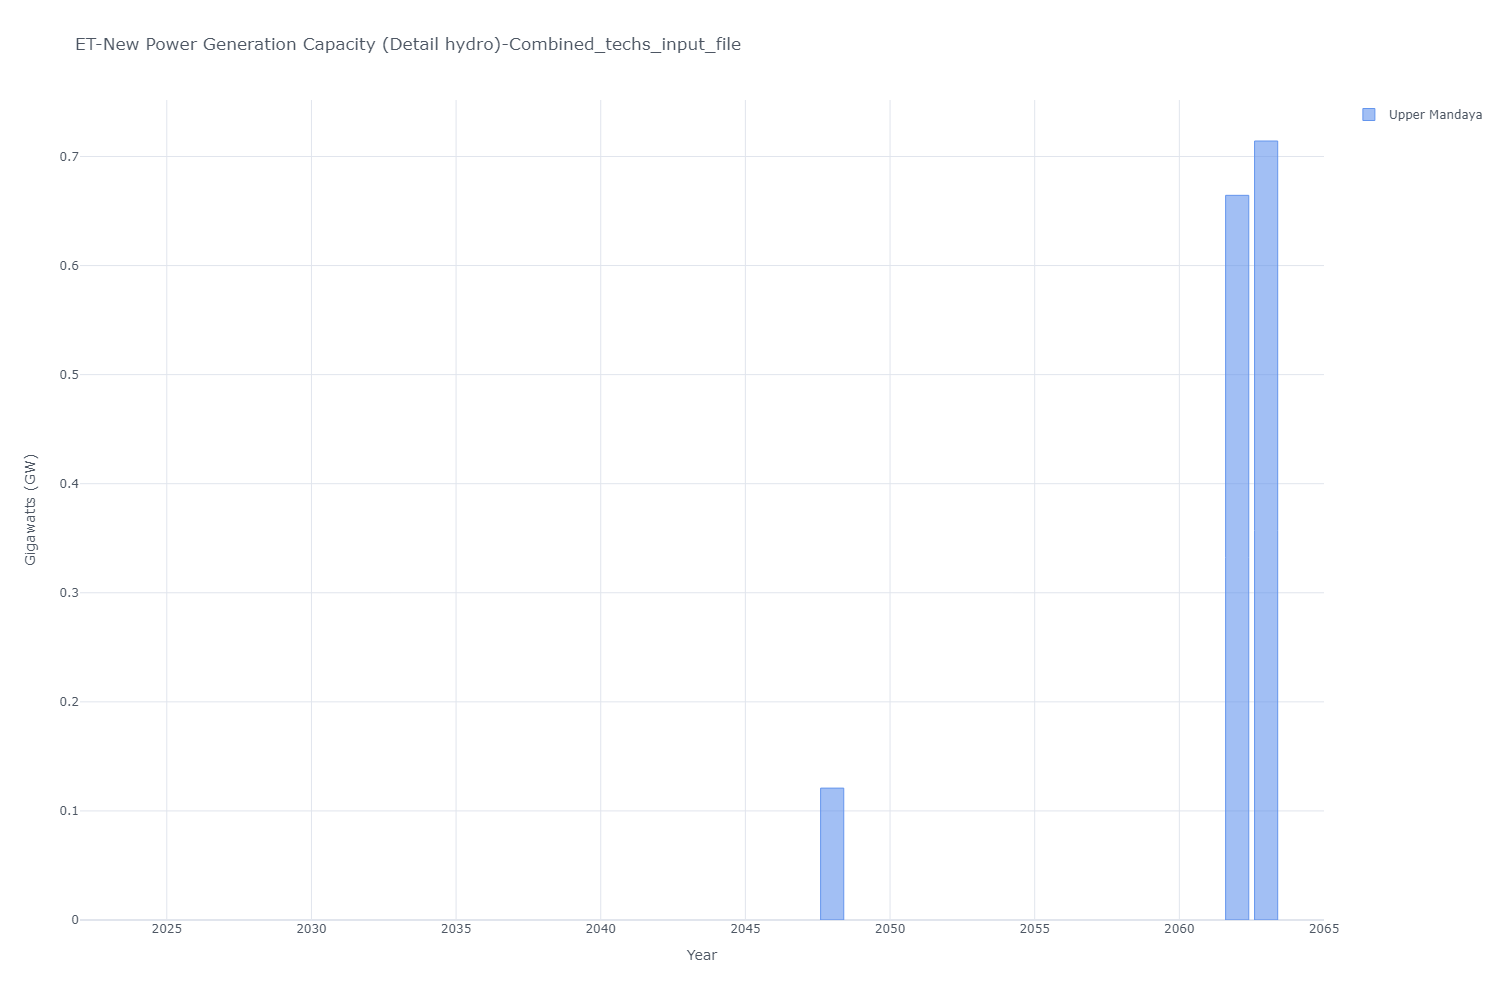 ET-New Power Generation Capacity (Detail hydro)-Combined_techs_input_file
Upper Mandaya
0.7
0.6
0.5
0.4
0.3
0.2
0.1
0
Gigawatts (GW)
2025 2030 2035 2040 2045 2050 2055 2060 2065
Year